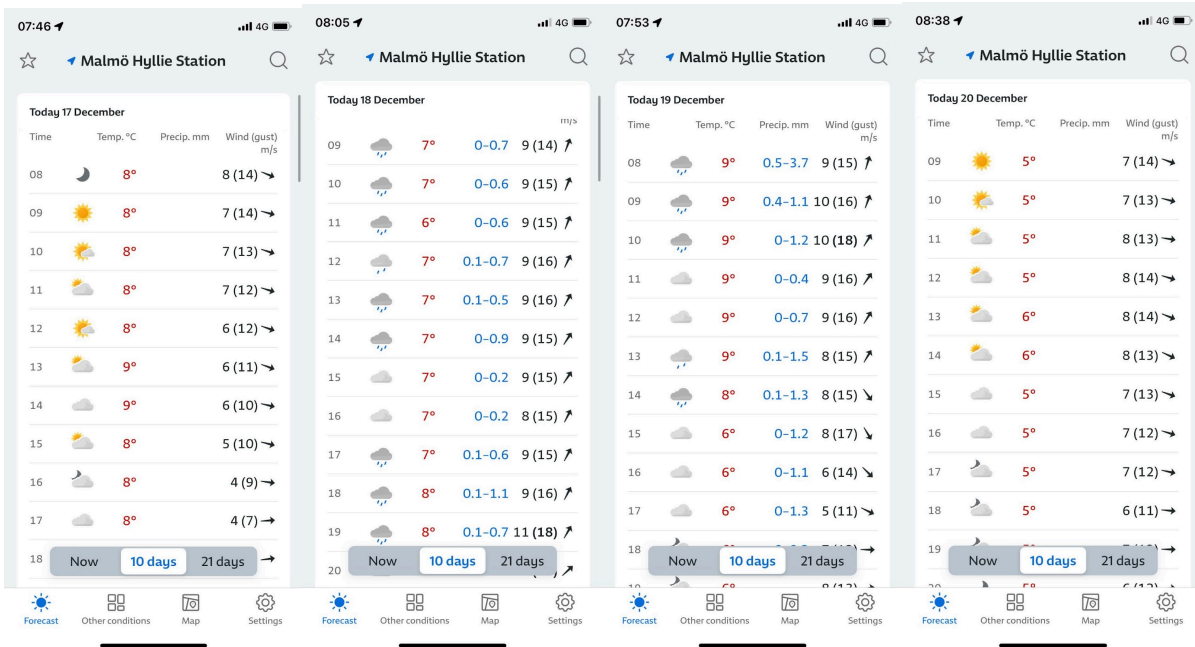 07:46
4G
Malmö Hyllie Station
Today 17 December
Time Temp. °C Precip. mm Wind (gust)
m/s
08 8° 8 (14)
09 8° 7 (14)
10 8° 7 (13)
11 8° 7 (12)
12 8° 6 (12)
13 9° 6 (11)
14 9° 6 (10)
15 8° 5 (10)
16 8° 4 (9)
17 8° 4 (7)
18
Now 10 days 21 days
Forecast Other conditions Map Settings
08:05
4G
Malmö Hyllie Station
Today 18 December
m/s
09 7° 0–0.7 9 (14)
10 7° 0–0.6 9 (15)
11 6° 0–0.6 9 (15)
12 7° 0.1–0.7 9 (16)
13 7° 0.1–0.5 9 (16)
14 7° 0–0.9 9 (15)
15 7° 0–0.2 9 (15)
16 7° 0–0.2 8 (15)
17 7° 0.1–0.6 9 (15)
18 8° 0.1–1.1 9 (16)
19 8° 0.1–0.7 11 (18)
20
Now 10 days 21 days
Forecast Other conditions Map Settings
07:53
4G
Malmö Hyllie Station
Today 19 December
Time Temp. °C Precip. mm Wind (gust)
m/s
08 9° 0.5–3.7 9 (15)
09 9° 0.4–1.1 10 (16)
10 9° 0–1.2 10 (18)
11 9° 0–0.4 9 (16)
12 9° 0–0.7 9 (16)
13 9° 0.1–1.5 8 (15)
14 8° 0.1–1.3 8 (15)
15 6° 0–1.2 8 (17)
16 6° 0–1.1 6 (14)
17 6° 0–1.3 5 (11)
18
Now 10 days 21 days
Forecast Other conditions Map Settings
08:38
4G
Malmö Hyllie Station
Today 20 December
Time Temp. °C Precip. mm Wind (gust)
m/s
09 5° 7 (14)
10 5° 7 (13)
11 5° 8 (13)
12 5° 8 (14)
13 6° 8 (14)
14 6° 8 (13)
15 5° 7 (13)
16 5° 7 (12)
17 5° 7 (12)
18 5° 6 (11)
19
Now 10 days 21 days
Forecast Other conditions Map Settings